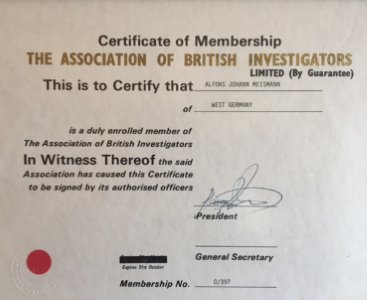 Certificate of Membership
THE ASSOCIATION OF BRITISH INVESTIGATORS
LIMITED (By Guarantee)
This is to Certify that ALFONS JOHANN MEISMANN
of WEST GERMANY
is a duly enrolled member of
The Association of British Investigators
In Witness Thereof the said
Association has caused this Certificate
to be signed by its authorised officers
President
General Secretary
Expires 31st October
Membership No. O/397